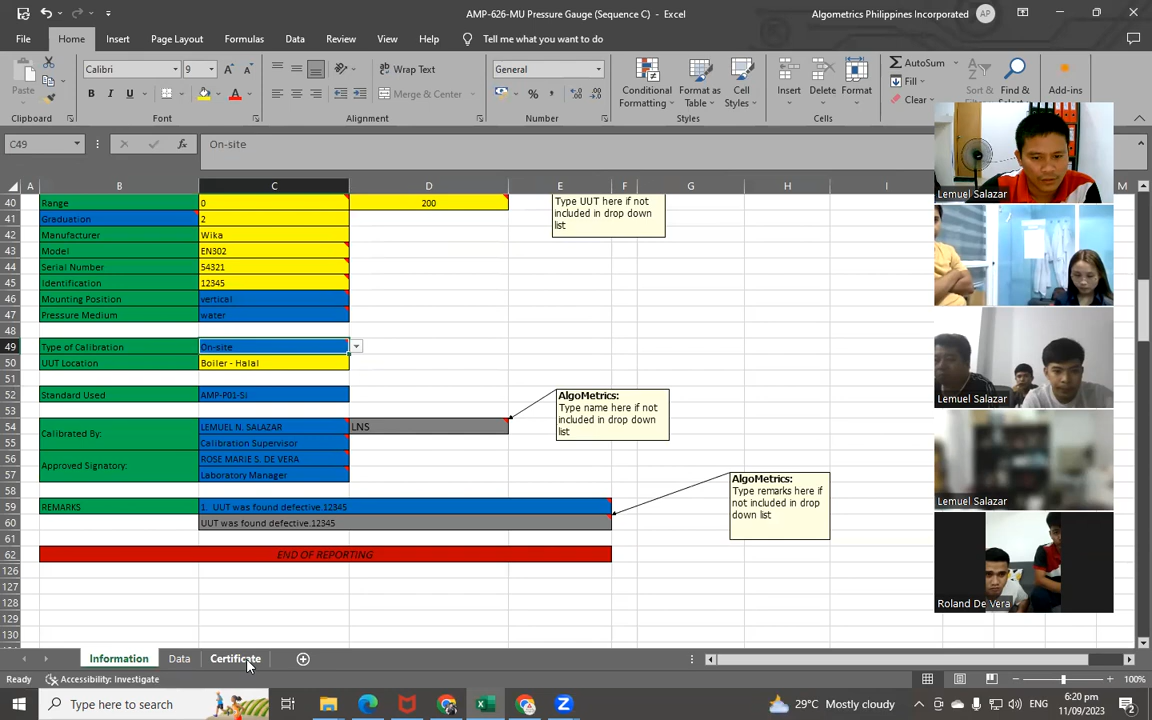 AMP-626-MU Pressure Gauge (Sequence C) - Excel
Algometrics Philippines Incorporated
AP
File Home Insert Page Layout Formulas Data Review View Help Tell me what you want to do
Paste
Calibri 9
B I U
Wrap Text
Merge & Center
General
Conditional Formatting
Format as Table
Cell Styles
Insert Delete Format
AutoSum
Fill
Clear
Sort & Filter
Find & Select
Add-ins
Clipboard Font Alignment Number Styles Cells
C49 On-site
A B C D E F G H I M
40 Range 0 200
41 Graduation 2
42 Manufacturer Wika
43 Model EN302
44 Serial Number 54321
45 Identification 12345
46 Mounting Position vertical
47 Pressure Medium water
48
49 Type of Calibration On-site
50 UUT Location Boiler - Halal
51
52 Standard Used AMP-P01-Si
53
54 Calibrated By: LEMUEL N. SALAZAR LNS
55 Calibration Supervisor
56 Approved Signatory: ROSE MARIE S. DE VERA
57 Laboratory Manager
58
59 REMARKS 1. UUT was found defective.12345
60 UUT was found defective.12345
61
62 END OF REPORTING
126
127
128
129
130
Type UUT here if not
included in drop down
list
AlgoMetrics:
Type name here if not
included in drop down
list
AlgoMetrics:
Type remarks here if
not included in drop
down list
Lemuel Salazar
Lemuel Salazar
Lemuel Salazar
Roland De Vera
Information Data Certificate
Ready Accessibility: Investigate 100%
Type here to search
29°C Mostly cloudy
ENG
6:20 pm
11/09/2023
2